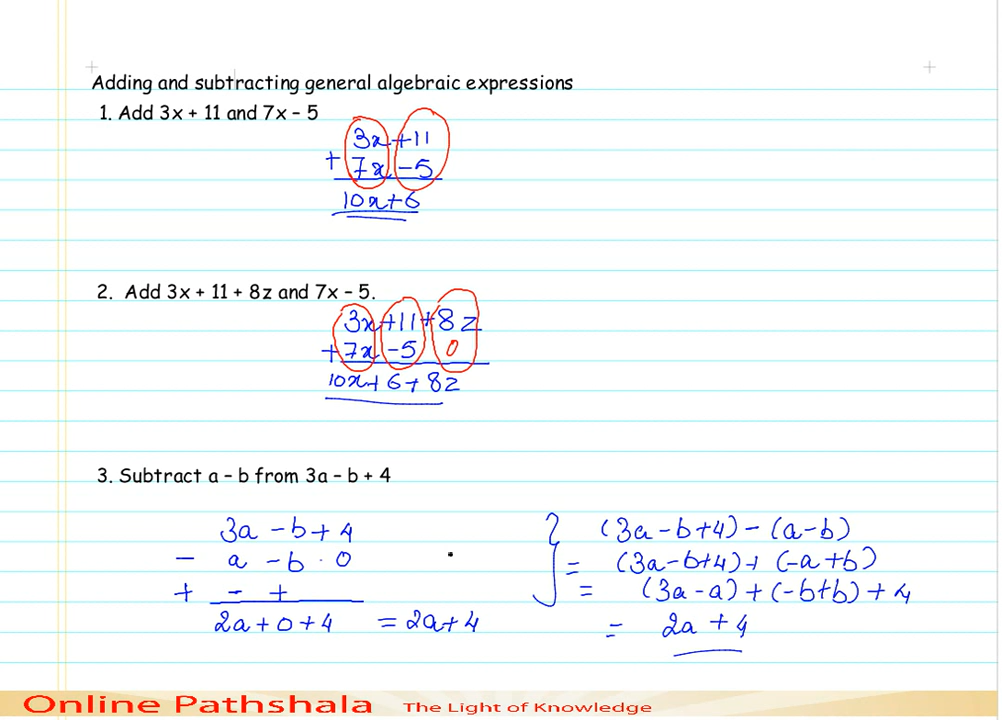 Adding and subtracting general algebraic expressions
1. Add 3x + 11 and 7x – 5
3x + 11
+ 7x – 5
10x + 6
2. Add 3x + 11 + 8z and 7x – 5.
3x + 11 + 8z
+ 7x – 5 0
10x + 6 + 8z
3. Subtract a – b from 3a – b + 4
3a – b + 4
– a – b · 0
+ – +
2a + 0 + 4 = 2a + 4
(3a – b + 4) – (a – b)
= (3a – b + 4) + (-a + b)
= (3a – a) + (-b + b) + 4
= 2a + 4
Online Pathshala The Light of Knowledge